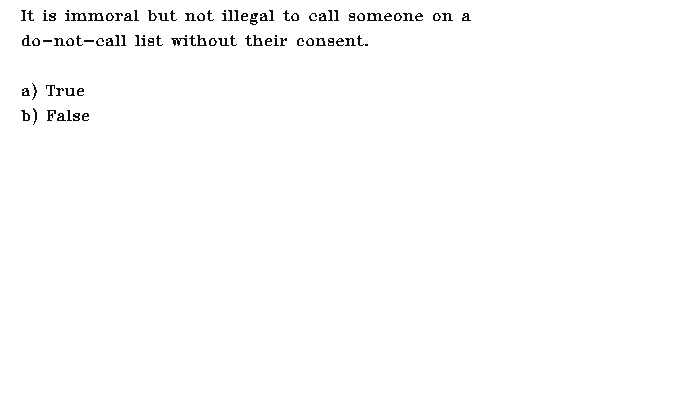 It is immoral but not illegal to call someone on a
do-not-call list without their consent.
a) True
b) False